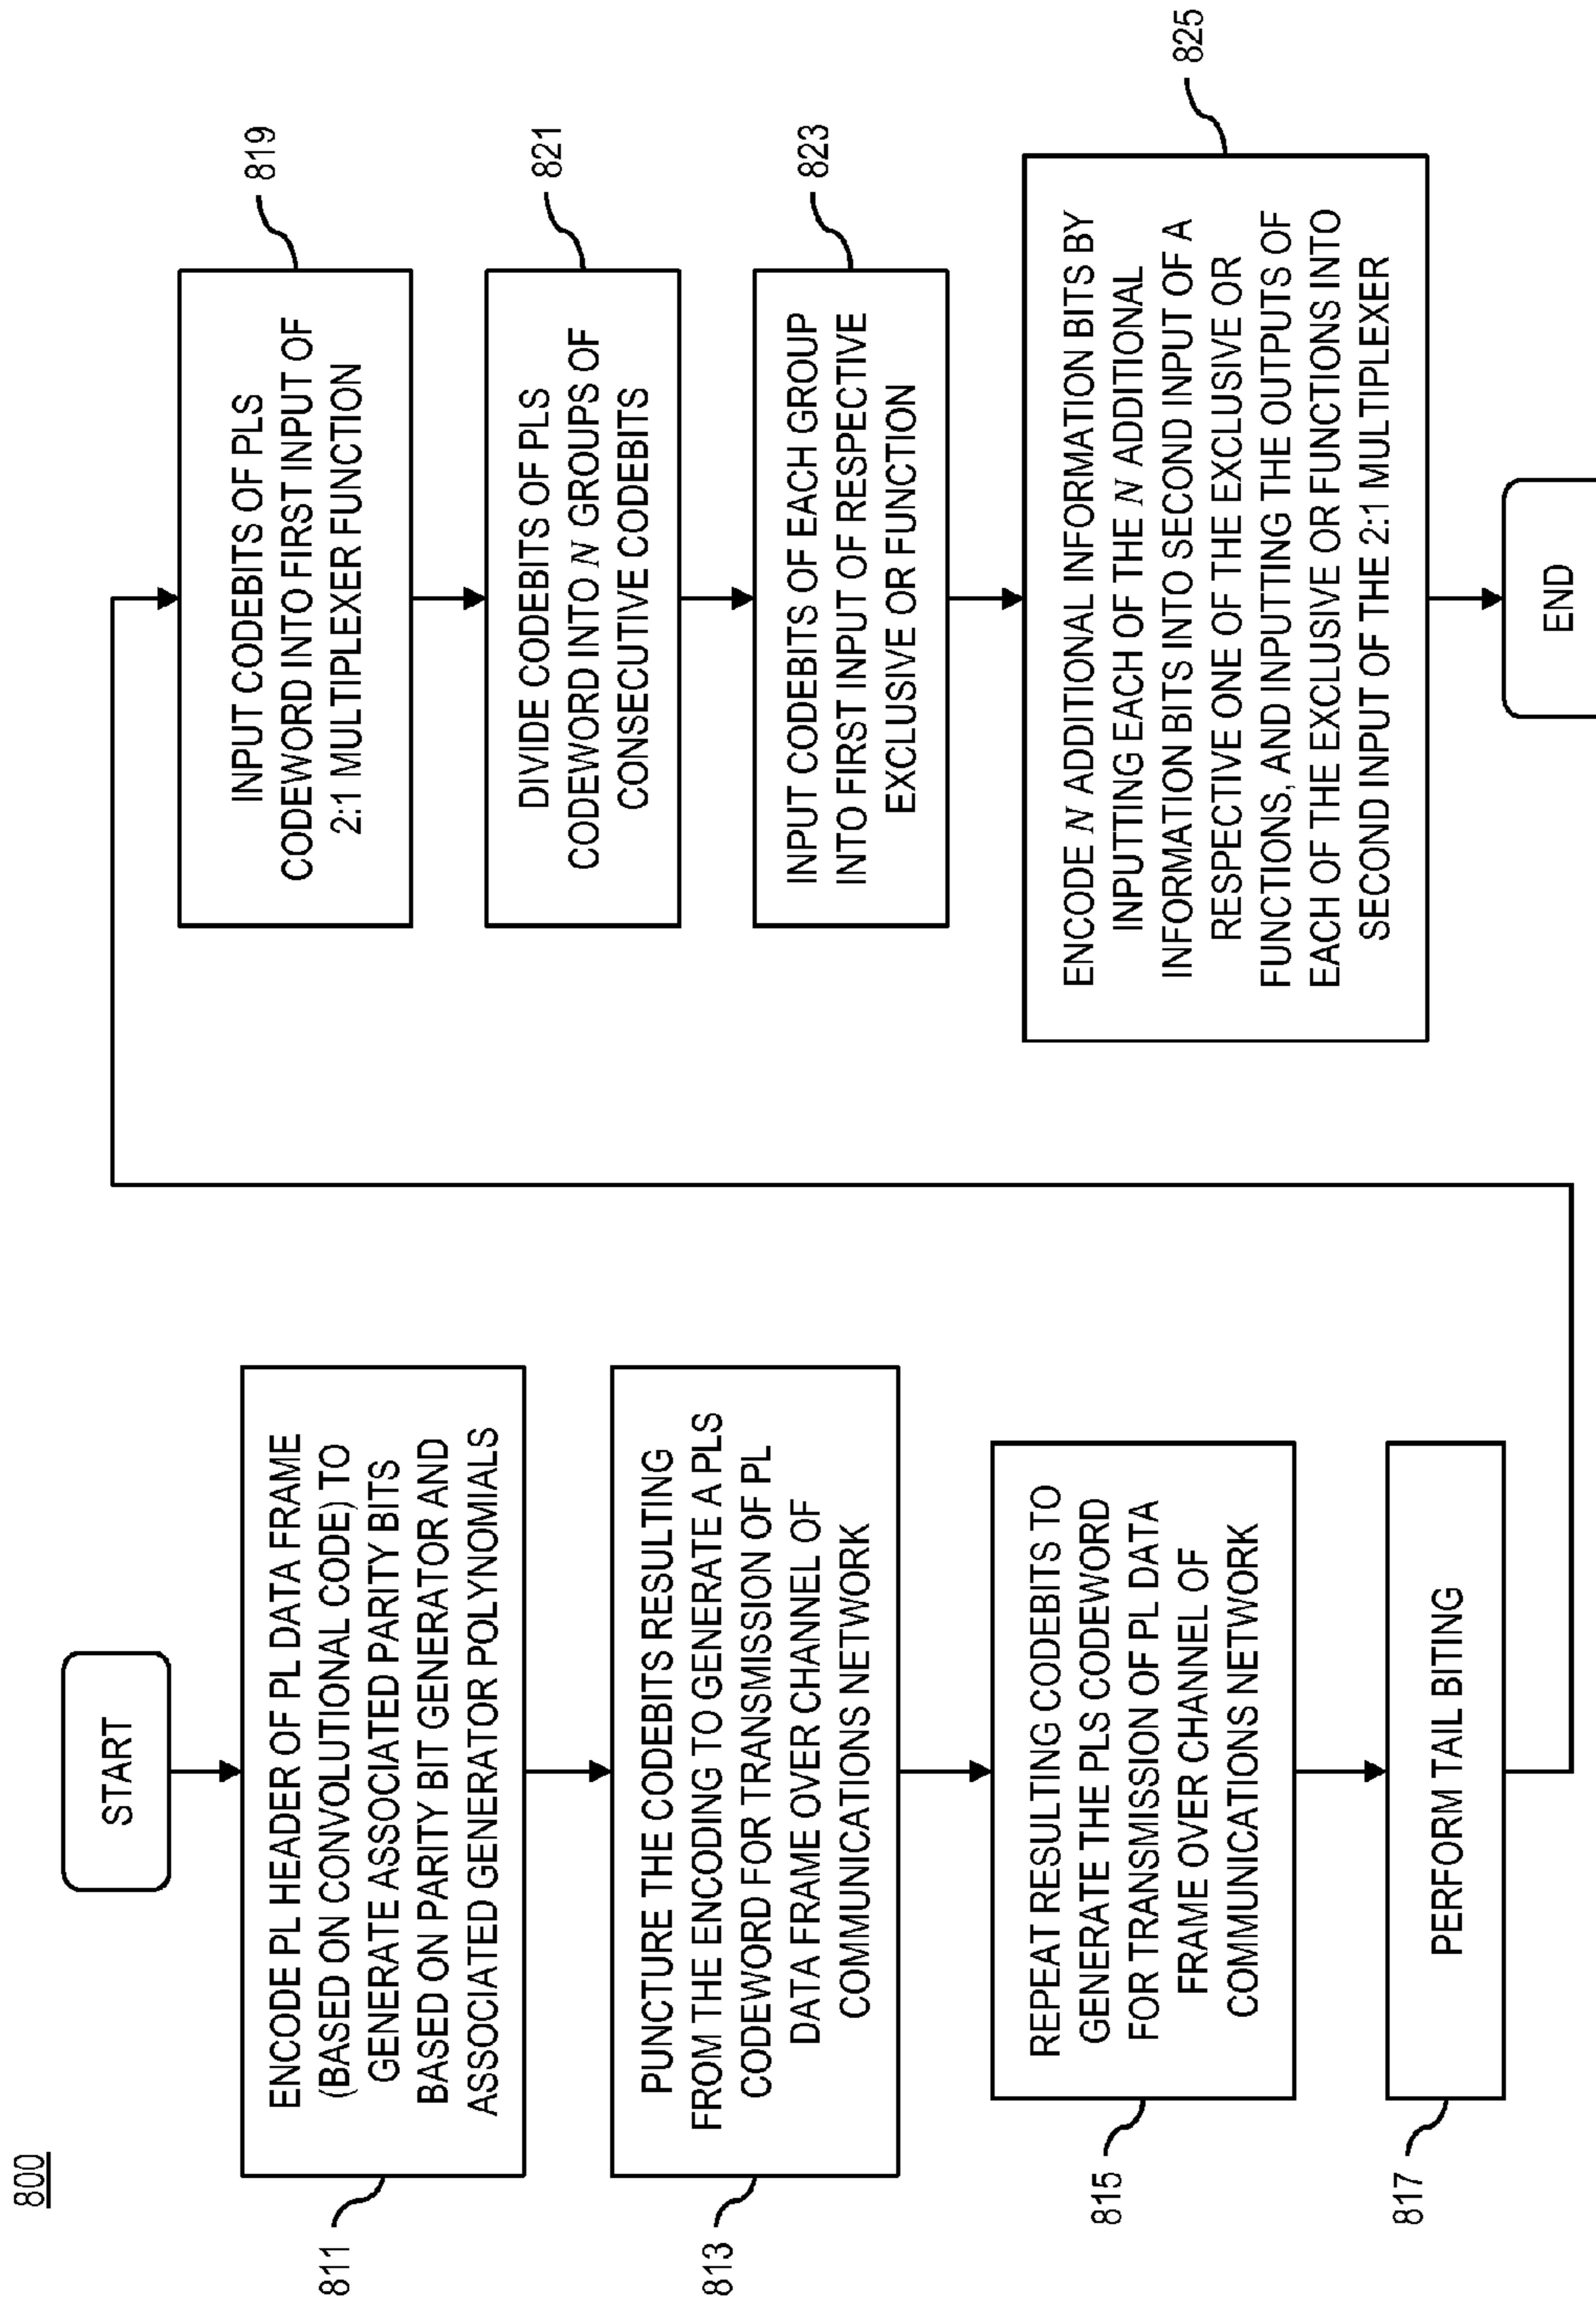 800
START
ENCODE PL HEADER OF PL DATA FRAME
(BASED ON CONVOLUTIONAL CODE) TO
GENERATE ASSOCIATED PARITY BITS
BASED ON PARITY BIT GENERATOR AND
ASSOCIATED GENERATOR POLYNOMIALS
811
PUNCTURE THE CODEBITS RESULTING
FROM THE ENCODING TO GENERATE A PLS
CODEWORD FOR TRANSMISSION OF PL
DATA FRAME OVER CHANNEL OF
COMMUNICATIONS NETWORK
813
REPEAT RESULTING CODEBITS TO
GENERATE THE PLS CODEWORD
FOR TRANSMISSION OF PL DATA
FRAME OVER CHANNEL OF
COMMUNICATIONS NETWORK
815
PERFORM TAIL BITING
817
INPUT CODEBITS OF PLS
CODEWORD INTO FIRST INPUT OF
2:1 MULTIPLEXER FUNCTION
819
DIVIDE CODEBITS OF PLS
CODEWORD INTO N GROUPS OF
CONSECUTIVE CODEBITS
821
INPUT CODEBITS OF EACH GROUP
INTO FIRST INPUT OF RESPECTIVE
EXCLUSIVE OR FUNCTION
823
ENCODE N ADDITIONAL INFORMATION BITS BY
INPUTTING EACH OF THE N ADDITIONAL
INFORMATION BITS INTO SECOND INPUT OF A
RESPECTIVE ONE OF THE EXCLUSIVE OR
FUNCTIONS, AND INPUTTING THE OUTPUTS OF
EACH OF THE EXCLUSIVE OR FUNCTIONS INTO
SECOND INPUT OF THE 2:1 MULTIPLEXER
825
END